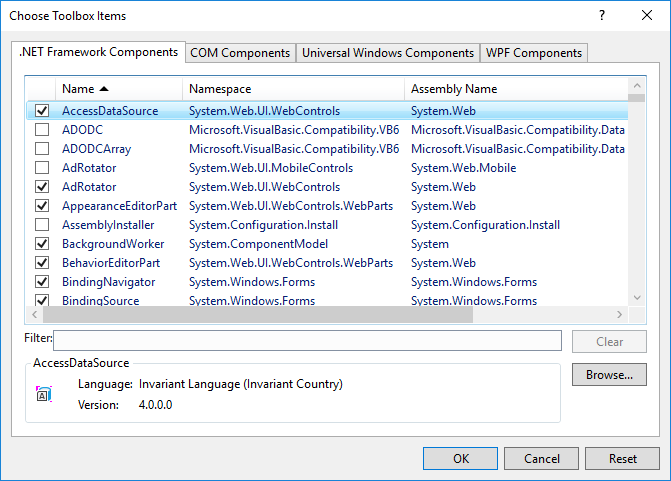 Choose Toolbox Items
.NET Framework Components COM Components Universal Windows Components WPF Components
Name Namespace Assembly Name
AccessDataSource System.Web.UI.WebControls System.Web
ADODC Microsoft.VisualBasic.Compatibility.VB6 Microsoft.VisualBasic.Compatibility.Data
ADODCArray Microsoft.VisualBasic.Compatibility.VB6 Microsoft.VisualBasic.Compatibility.Data
AdRotator System.Web.UI.MobileControls System.Web.Mobile
AdRotator System.Web.UI.WebControls System.Web
AppearanceEditorPart System.Web.UI.WebControls.WebParts System.Web
AssemblyInstaller System.Configuration.Install System.Configuration.Install
BackgroundWorker System.ComponentModel System
BehaviorEditorPart System.Web.UI.WebControls.WebParts System.Web
BindingNavigator System.Windows.Forms System.Windows.Forms
BindingSource System.Windows.Forms System.Windows.Forms
Filter: Clear
AccessDataSource
Browse...
Language: Invariant Language (Invariant Country)
Version: 4.0.0.0
OK Cancel Reset